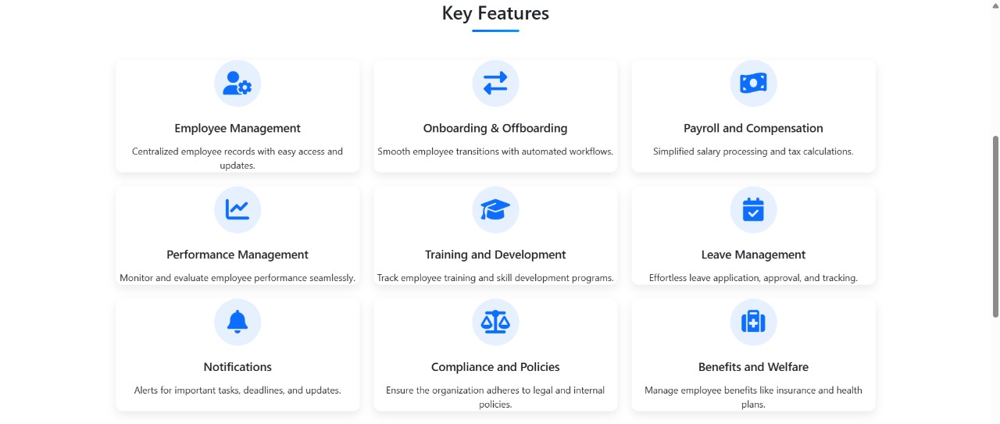 Key Features
Employee Management
Centralized employee records with easy access and
updates.
Onboarding & Offboarding
Smooth employee transitions with automated workflows.
Payroll and Compensation
Simplified salary processing and tax calculations.
Performance Management
Monitor and evaluate employee performance seamlessly.
Training and Development
Track employee training and skill development programs.
Leave Management
Effortless leave application, approval, and tracking.
Notifications
Alerts for important tasks, deadlines, and updates.
Compliance and Policies
Ensure the organization adheres to legal and internal
policies.
Benefits and Welfare
Manage employee benefits like insurance and health
plans.